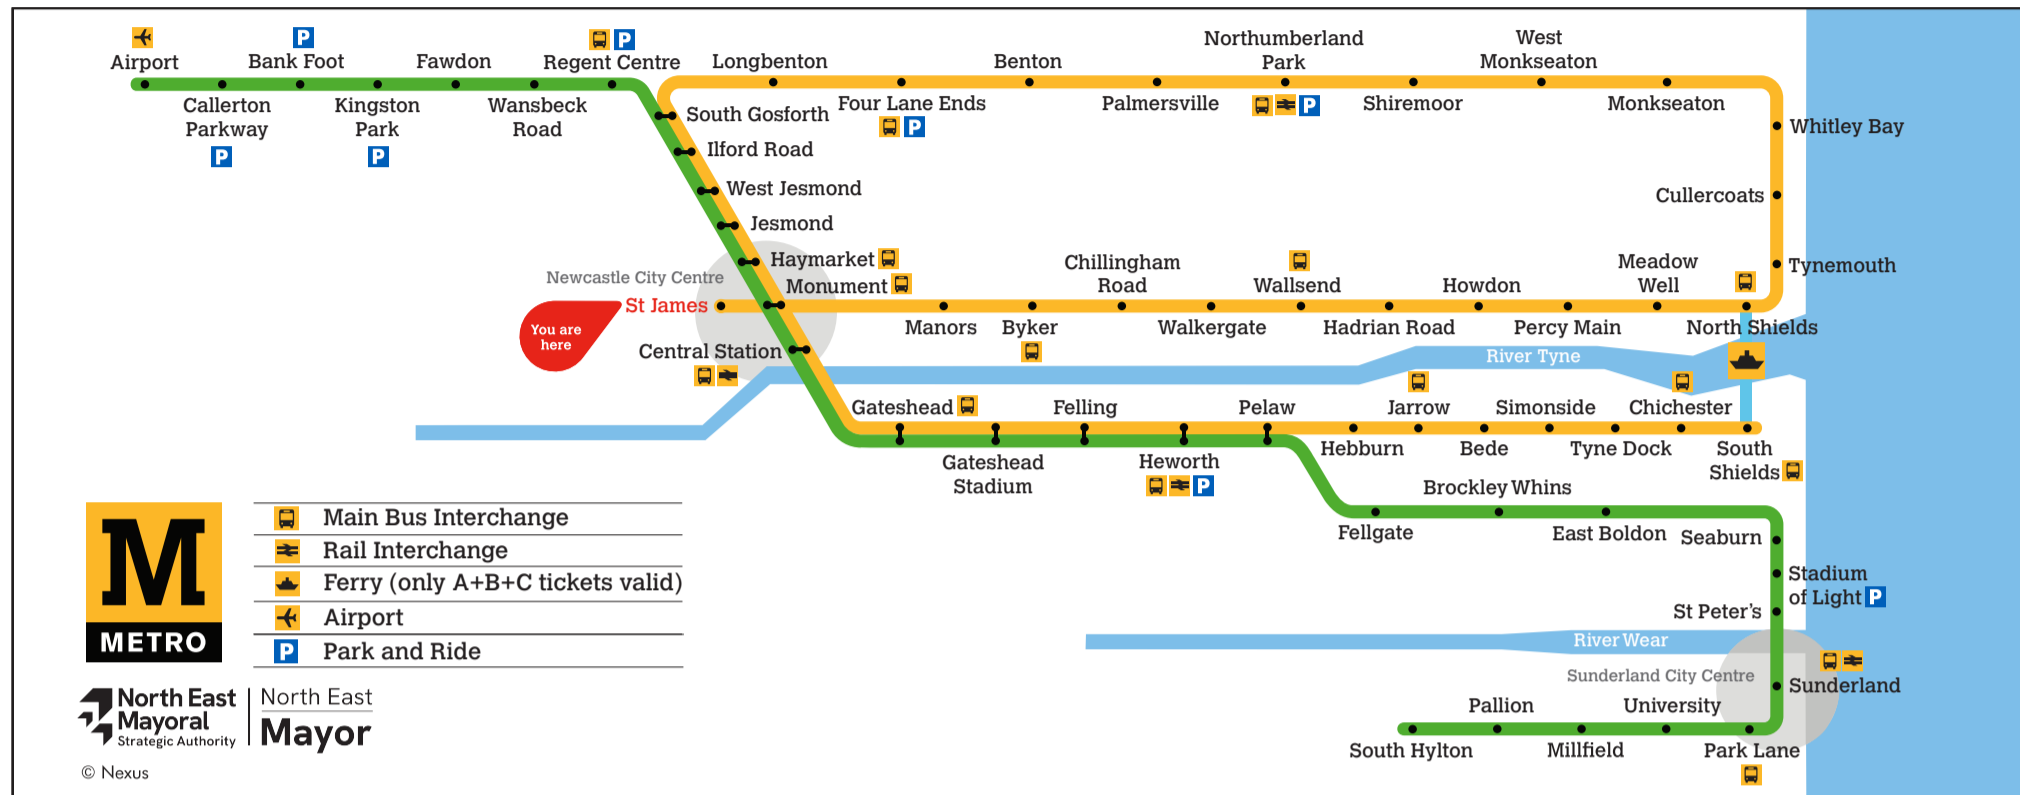 Airport
Callerton
Parkway
P
Bank Foot
P
Kingston
Park
P
Fawdon
Wansbeck
Road
Regent Centre
P
Longbenton
Four Lane Ends
P
Benton
Palmersville
Northumberland
Park
P
Shiremoor
West
Monkseaton
Monkseaton
Whitley Bay
Cullercoats
Tynemouth
South Gosforth
Ilford Road
West Jesmond
Jesmond
Haymarket
Newcastle City Centre
Monument
St James
You are
here
Central Station
Manors
Byker
Chillingham
Road
Walkergate
Wallsend
Hadrian Road
Howdon
Percy Main
Meadow
Well
North Shields
River Tyne
Gateshead
Gateshead
Stadium
Felling
Heworth
P
Pelaw
Hebburn
Jarrow
Bede
Simonside
Tyne Dock
Chichester
South
Shields
Fellgate
Brockley Whins
East Boldon
Seaburn
Stadium
of Light P
St Peter's
River Wear
Sunderland City Centre
Sunderland
Park Lane
University
Millfield
Pallion
South Hylton
M
METRO
Main Bus Interchange
Rail Interchange
Ferry (only A+B+C tickets valid)
Airport
P Park and Ride
North East
Mayoral
Strategic Authority
North East
Mayor
© Nexus